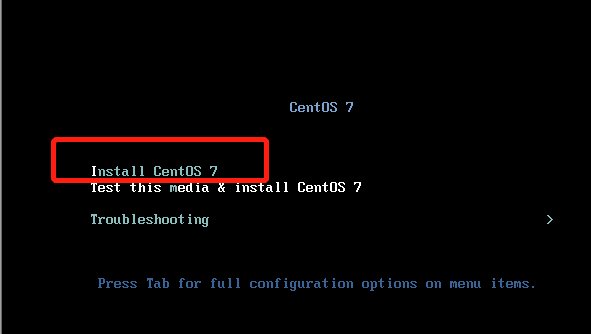 CentOS 7
Install CentOS 7
Test this media & install CentOS 7
Troubleshooting >
Press Tab for full configuration options on menu items.